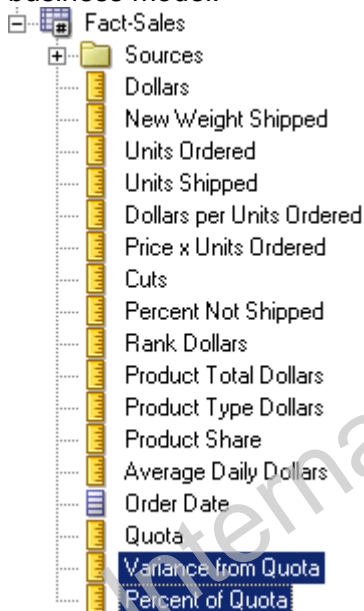 business model.
Fact-Sales
Sources
Dollars
New Weight Shipped
Units Ordered
Units Shipped
Dollars per Units Ordered
Price x Units Ordered
Cuts
Percent Not Shipped
Rank Dollars
Product Total Dollars
Product Type Dollars
Product Share
Average Daily Dollars
Order Date
Quota
Variance from Quota
Percent of Quota
Interna